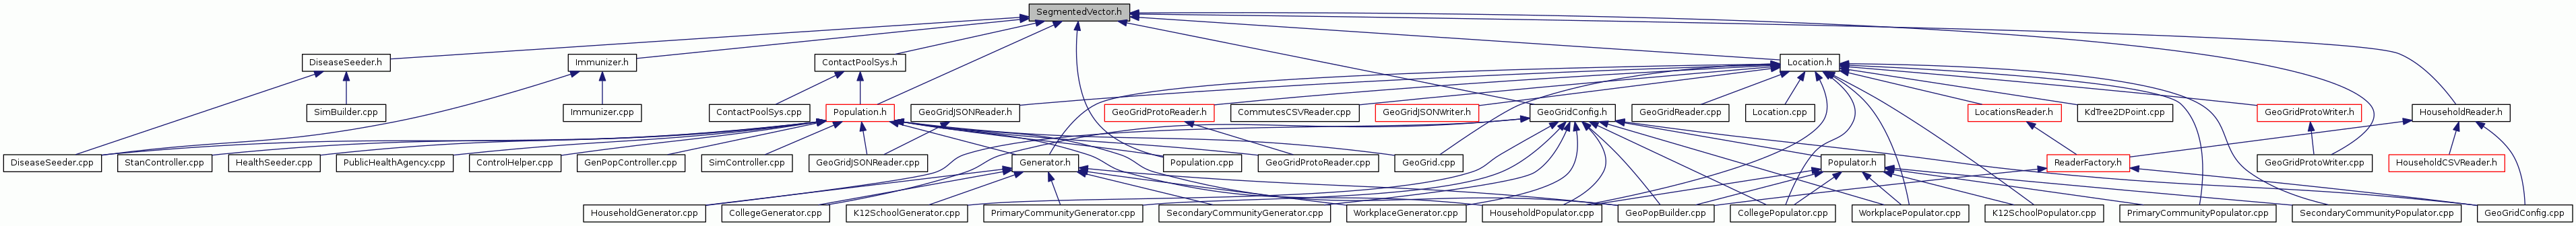 SegmentedVector.h
DiseaseSeeder.h
Immunizer.h
ContactPoolSys.h
Location.h
SimBuilder.cpp
Immunizer.cpp
ContactPoolSys.cpp
Population.h
GeoGridJSONReader.h
GeoGridProtoReader.h
CommutesCSVReader.cpp
GeoGridJSONWriter.h
GeoGridConfig.h
GeoGridReader.cpp
Location.cpp
LocationsReader.h
KdTree2DPoint.cpp
GeoGridProtoWriter.h
HouseholdReader.h
DiseaseSeeder.cpp
StanController.cpp
HealthSeeder.cpp
PublicHealthAgency.cpp
ControlHelper.cpp
GenPopController.cpp
SimController.cpp
GeoGridJSONReader.cpp
Generator.h
Population.cpp
GeoGridProtoReader.cpp
GeoGrid.cpp
Populator.h
ReaderFactory.h
GeoGridProtoWriter.cpp
HouseholdCSVReader.h
HouseholdGenerator.cpp
CollegeGenerator.cpp
K12SchoolGenerator.cpp
PrimaryCommunityGenerator.cpp
SecondaryCommunityGenerator.cpp
WorkplaceGenerator.cpp
HouseholdPopulator.cpp
GeoPopBuilder.cpp
CollegePopulator.cpp
WorkplacePopulator.cpp
K12SchoolPopulator.cpp
PrimaryCommunityPopulator.cpp
SecondaryCommunityPopulator.cpp
GeoGridConfig.cpp